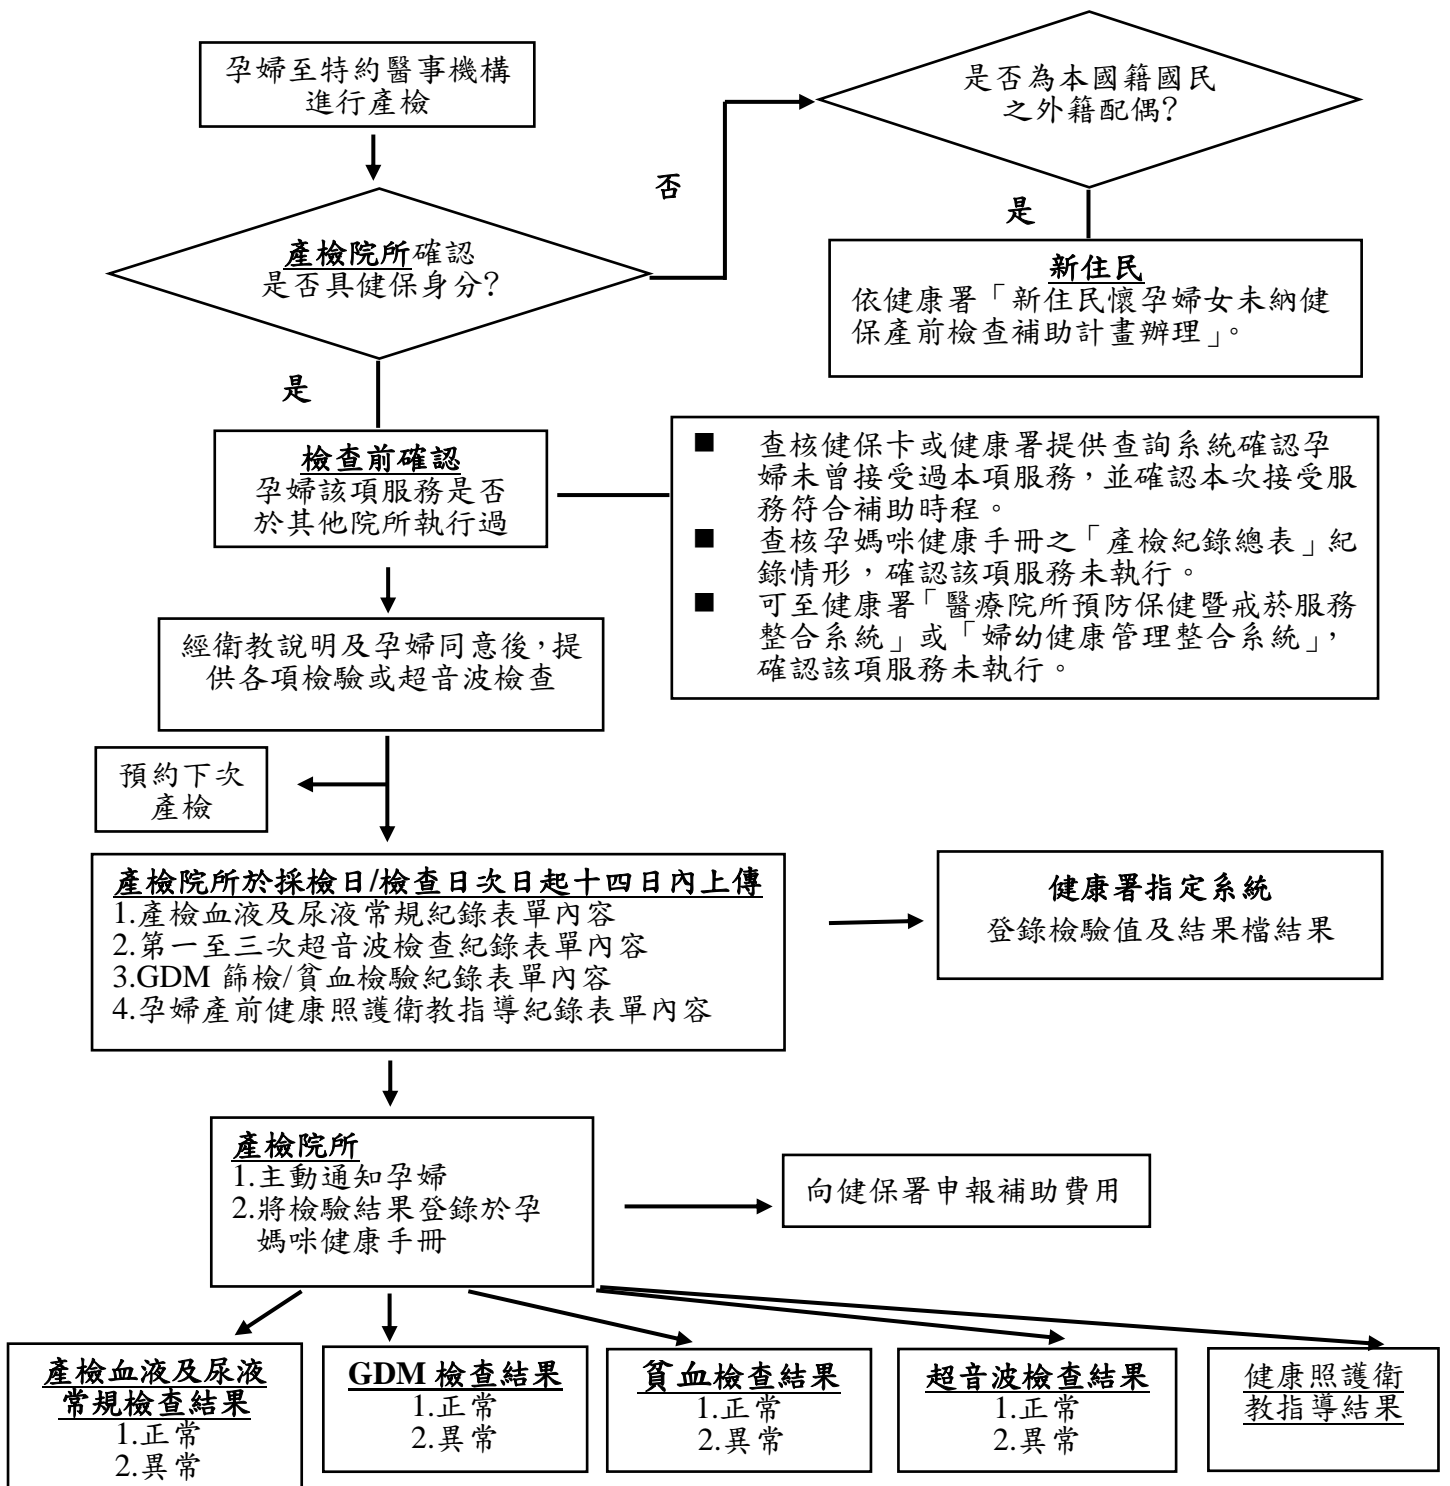 孕婦至特約醫事機構
進行產檢
是否為本國籍國民
之外籍配偶?
否
是
產檢院所確認
是否具健保身分?
新住民
依健康署「新住民懷孕婦女未納健
保產前檢查補助計畫辦理」。
是
檢查前確認
孕婦該項服務是否
於其他院所執行過
■ 查核健保卡或健康署提供查詢系統確認孕
婦未曾接受過本項服務，並確認本次接受服
務符合補助時程。
■ 查核孕媽咪健康手冊之「產檢紀錄總表」紀
錄情形，確認該項服務未執行。
■ 可至健康署「醫療院所預防保健暨戒菸服務
整合系統」或「婦幼健康管理整合系統」，
確認該項服務未執行。
經衛教說明及孕婦同意後，提
供各項檢驗或超音波檢查
預約下次
產檢
產檢院所於採檢日/檢查日次日起十四日內上傳
1.產檢血液及尿液常規紀錄表單內容
2.第一至三次超音波檢查紀錄表單內容
3.GDM 篩檢/貧血檢驗紀錄表單內容
4.孕婦產前健康照護衛教指導紀錄表單內容
健康署指定系統
登錄檢驗值及結果檔結果
產檢院所
1.主動通知孕婦
2.將檢驗結果登錄於孕
媽咪健康手冊
向健保署申報補助費用
產檢血液及尿液
常規檢查結果
1.正常
2.異常
GDM 檢查結果
1.正常
2.異常
貧血檢查結果
1.正常
2.異常
超音波檢查結果
1.正常
2.異常
健康照護衛
教指導結果